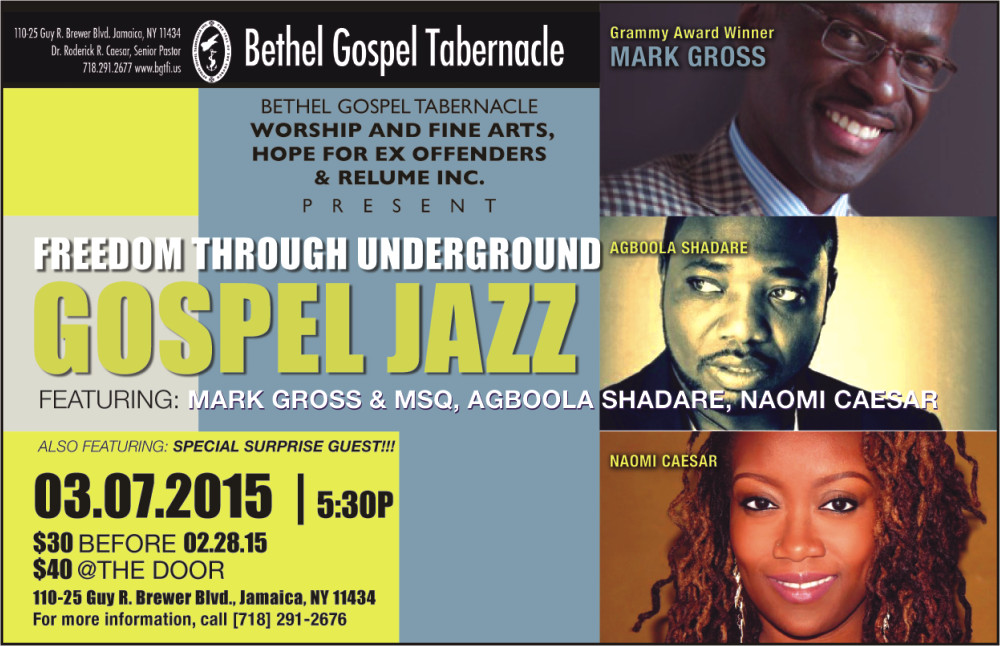 110-25 Guy R. Brewer Blvd. Jamaica, NY 11434
Dr. Roderick R. Caesar, Senior Pastor
718.291.2677 www.bgtfi.us
Bethel Gospel Tabernacle
Grammy Award Winner
MARK GROSS
BETHEL GOSPEL TABERNACLE
WORSHIP AND FINE ARTS,
HOPE FOR EX OFFENDERS
& RELUME INC.
PRESENT
FREEDOM THROUGH UNDERGROUND
GOSPEL JAZZ
AGBOOLA SHADARE
FEATURING: MARK GROSS & MSQ, AGBOOLA SHADARE, NAOMI CAESAR
ALSO FEATURING: SPECIAL SURPRISE GUEST!!!
03.07.2015 | 5:30P
$30 BEFORE 02.28.15
$40 @THE DOOR
110-25 Guy R. Brewer Blvd., Jamaica, NY 11434
For more information, call [718] 291-2676
NAOMI CAESAR